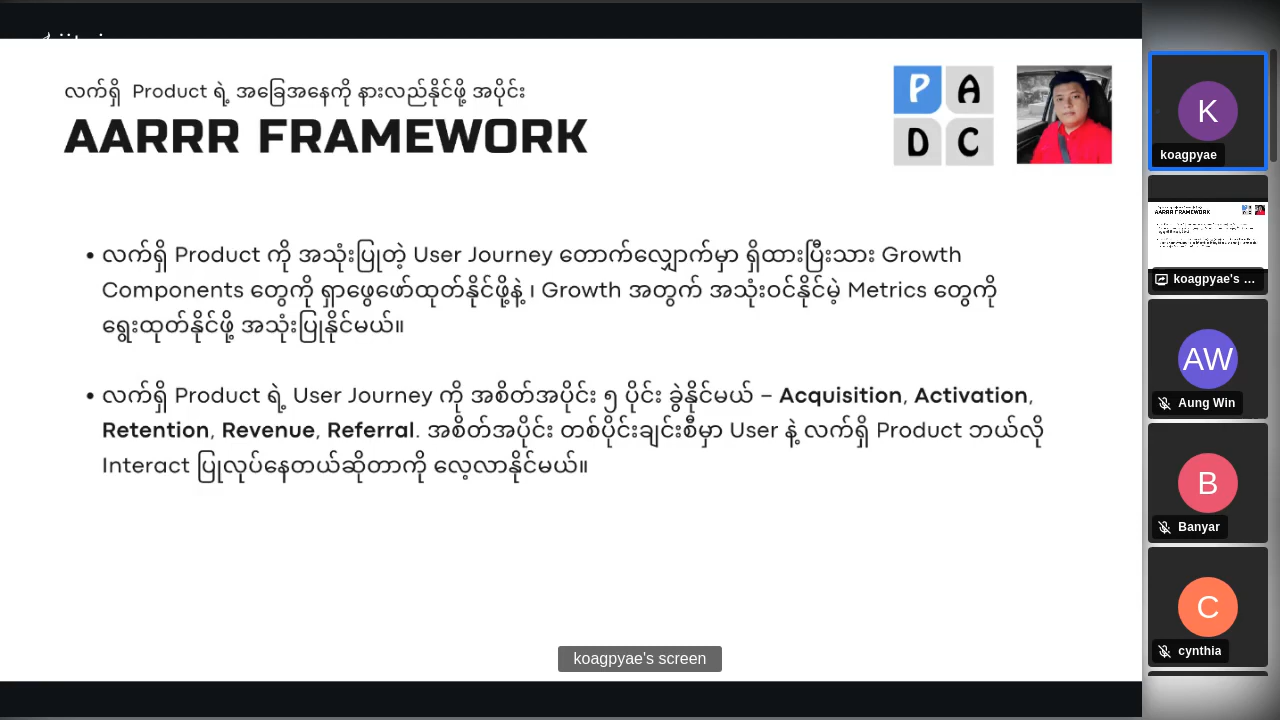 လက်ရှိ Product ရဲ့ အခြေအနေကို နားလည်နိုင်ဖို့ အပိုင်း
AARRR FRAMEWORK
P A
D C
• လက်ရှိ Product ကို အသုံးပြုတဲ့ User Journey တောက်လျှောက်မှာ ရှိထားပြီးသား Growth
Components တွေကို ရှာဖွေဖော်ထုတ်နိုင်ဖို့နဲ့ ၊ Growth အတွက် အသုံးဝင်နိုင်မဲ့ Metrics တွေကို
ရွေးထုတ်နိုင်ဖို့ အသုံးပြုနိုင်မယ်။
• လက်ရှိ Product ရဲ့ User Journey ကို အစိတ်အပိုင်း ၅ ပိုင်း ခွဲနိုင်မယ် – Acquisition, Activation,
Retention, Revenue, Referral. အစိတ်အပိုင်း တစ်ပိုင်းချင်းစီမှာ User နဲ့ လက်ရှိ Product ဘယ်လို
Interact ပြုလုပ်နေတယ်ဆိုတာကို လေ့လာနိုင်မယ်။
koagpyae's screen
K
koagpyae
AARRR FRAMEWORK
koagpyae's ...
AW
Aung Win
B
Banyar
C
cynthia